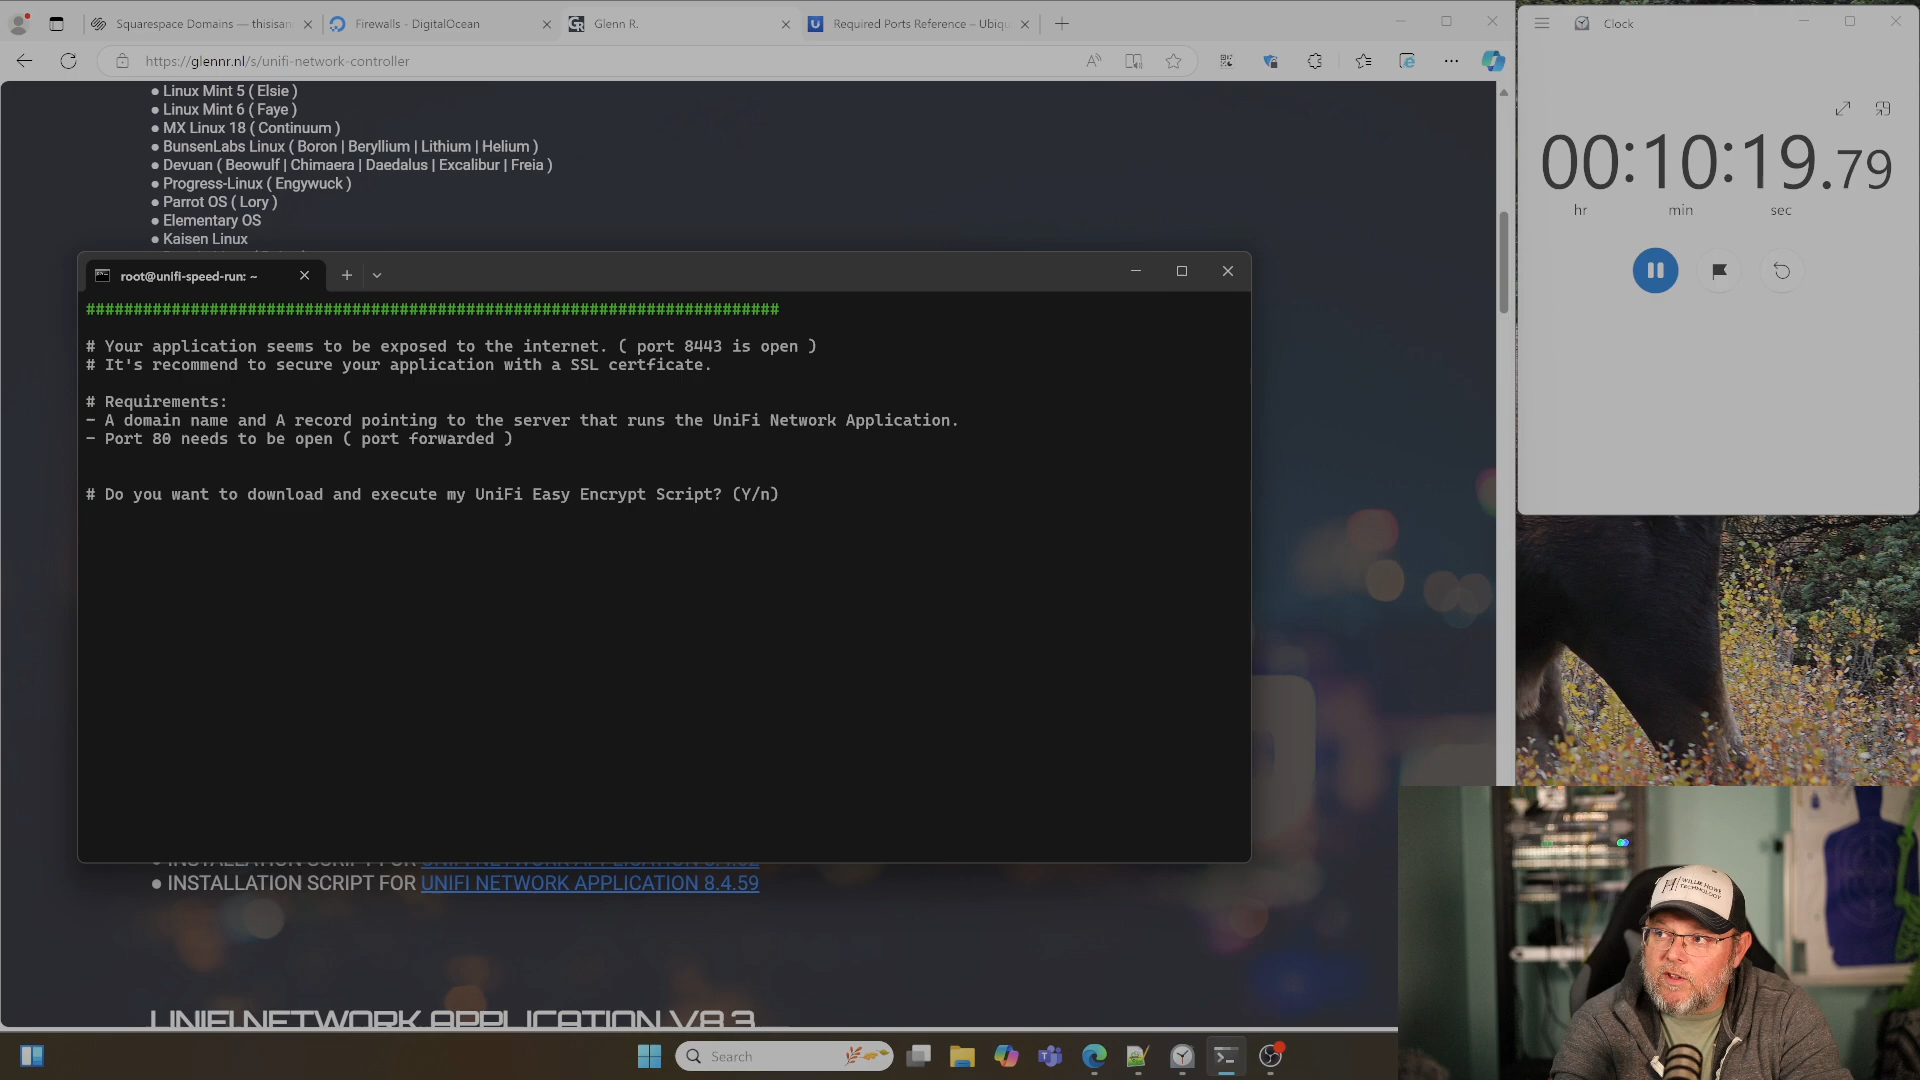 Squarespace Domains — thisisan
Firewalls - DigitalOcean
Glenn R.
Required Ports Reference – Ubiqu
https://glennr.nl/s/unifi-network-controller
● Linux Mint 5 ( Elsie )
● Linux Mint 6 ( Faye )
● MX Linux 18 ( Continuum )
● BunsenLabs Linux ( Boron | Beryllium | Lithium | Helium )
● Devuan ( Beowulf | Chimaera | Daedalus | Excalibur | Freia )
● Progress-Linux ( Engywuck )
● Parrot OS ( Lory )
● Elementary OS
● Kaisen Linux
root@unifi-speed-run: ~
#########################################################################
# Your application seems to be exposed to the internet. ( port 8443 is open )
# It's recommend to secure your application with a SSL certficate.
# Requirements:
- A domain name and A record pointing to the server that runs the UniFi Network Application.
- Port 80 needs to be open ( port forwarded )
# Do you want to download and execute my UniFi Easy Encrypt Script? (Y/n)
● INSTALLATION SCRIPT FOR UNIFI NETWORK APPLICATION 8.4.59
UNIFI NETWORK APPLICATION V8.3
Clock
00:10:19.79
hr min sec
WILLIE HOWE
TECHNOLOGY
Search